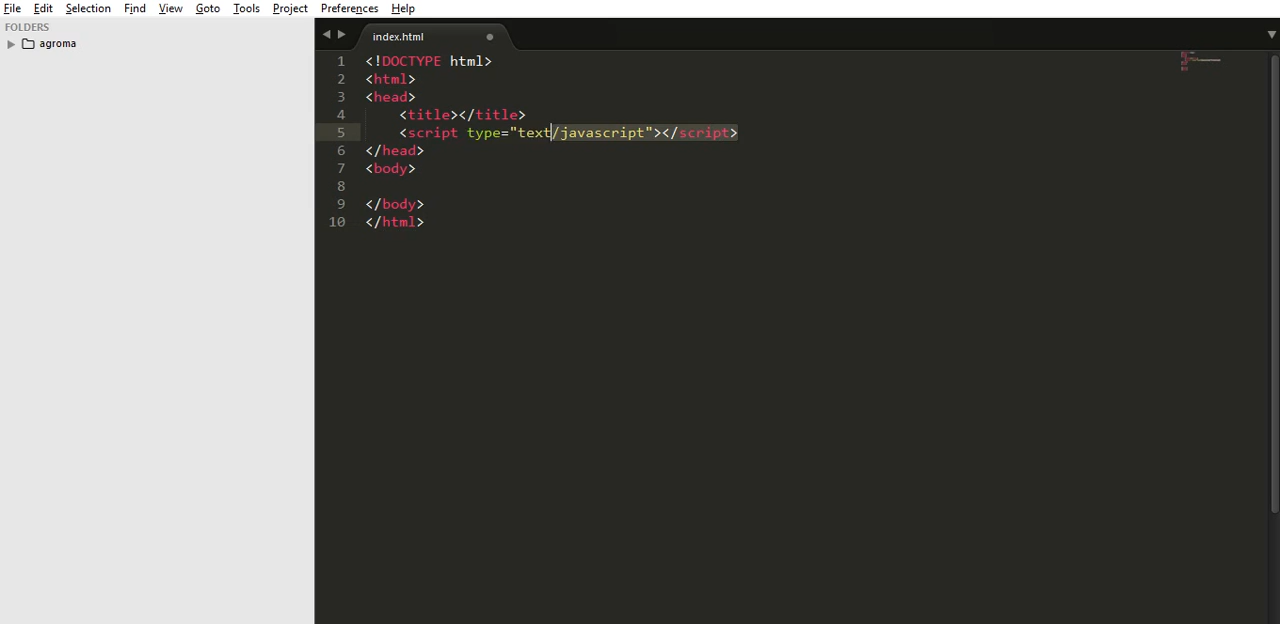 File Edit Selection Find View Goto Tools Project Preferences Help
FOLDERS
agroma
index.html
1 <!DOCTYPE html>
2 <html>
3 <head>
4 <title></title>
5 <script type="text/javascript"></script>
6 </head>
7 <body>
8
9 </body>
10 </html>